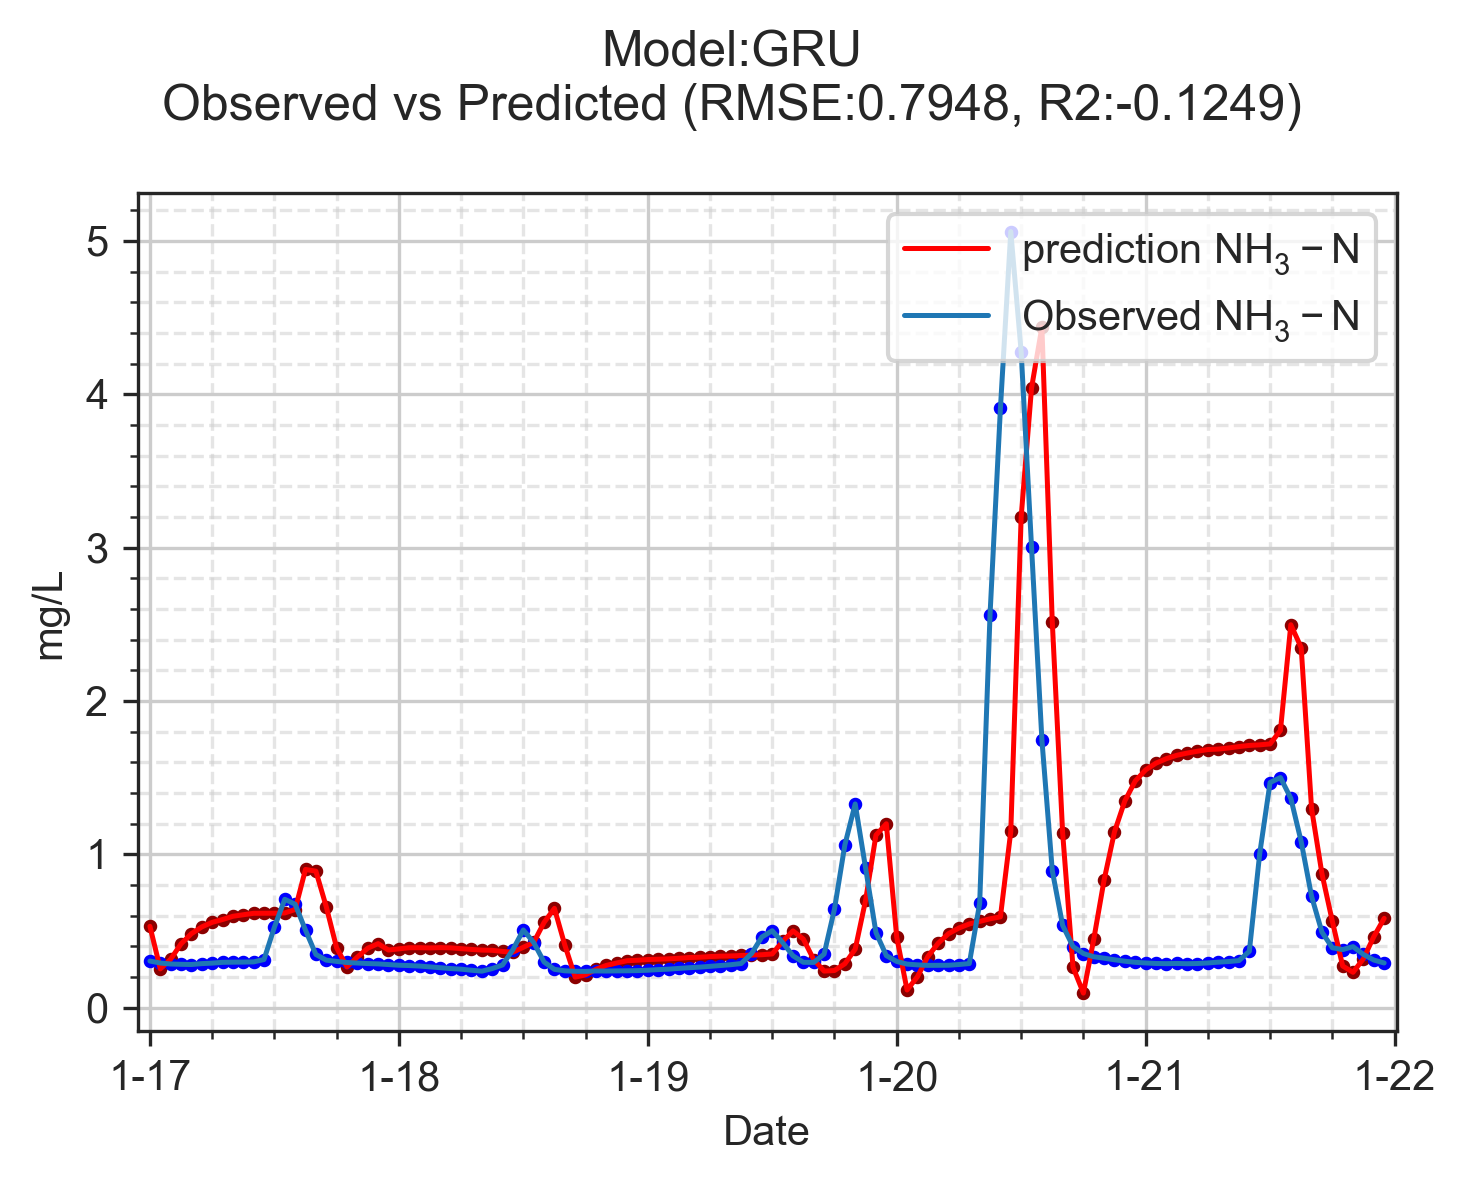 Model:GRU
Observed vs Predicted (RMSE:0.7948, R2:-0.1249)
prediction NH₃ − N
Observed NH₃ − N
5
4
3
2
1
0
mg/L
1-17 1-18 1-19 1-20 1-21 1-22
Date